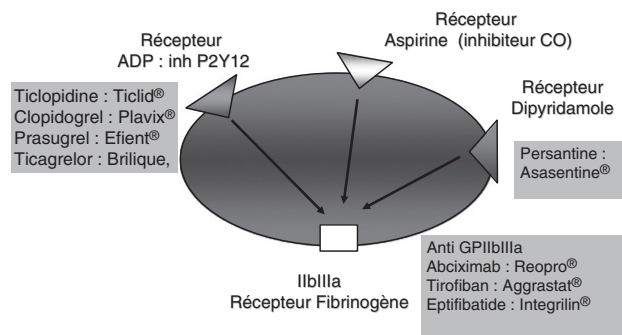 Récepteur
ADP : inh P2Y12
Ticlopidine : Ticlid®
Clopidogrel : Plavix®
Prasugrel : Efient®
Ticagrelor : Brilique,
Récepteur
Aspirine (inhibiteur CO)
Récepteur
Dipyridamole
Persantine :
Asasentine®
IIbIIIa
Récepteur Fibrinogène
Anti GPIIbIIIa
Abciximab : Reopro®
Tirofiban : Aggrastat®
Eptifibatide : Integrilin®